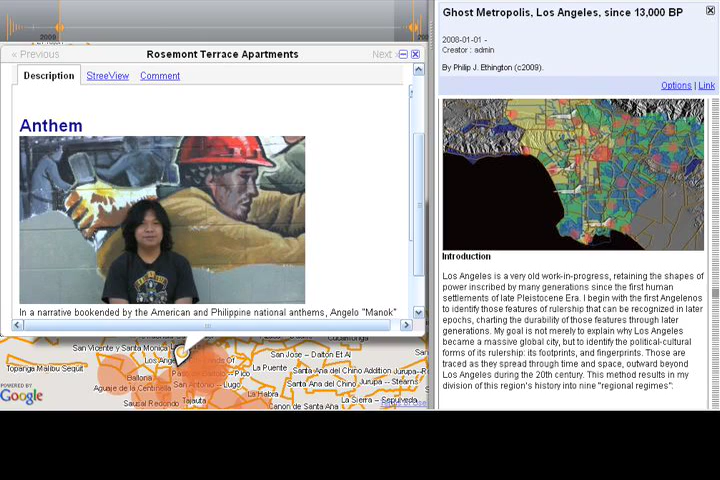 « Previous
Rosemont Terrace Apartments
Next
Description
StreeView
Comment
Anthem
In a narrative bookended by the American and Philippine national anthems, Angelo "Manok"
San Vicente y Santa Monica
San Jose – Dalton Et Al
Topanga Malibu Sequit
Los Ang
La Puente
Santa Ana del Chino Addition
Jurupa – Stearns
Ballona
Pico
Aguaje de la Centinela
San Antonio – Lugo
Santa Ana del Chino
La Habra
Sausal Redondo
Tajauta
La Sierra – Sepulveda
Canon de Santa Ana
POWERED BY
Google
Ghost Metropolis, Los Angeles, since 13,000 BP
2008-01-01 -
Creator : admin
By Philip J. Ethington (c2009).
Options | Link
Introduction
Los Angeles is a very old work-in-progress, retaining the shapes of
power inscribed by many generations since the first human
settlements of late Pleistocene Era. I begin with the first Angelenos
to identify those features of rulership that can be recognized in later
epochs, charting the durability of those features through later
generations. My goal is not merely to explain why Los Angeles
became a massive global city, but to identify the political-cultural
forms of its rulership: its footprints, and fingerprints. Those are
traced as they spread through time and space, outward beyond
Los Angeles during the 20th century. This method results in my
division of this region's history into nine "regional regimes":